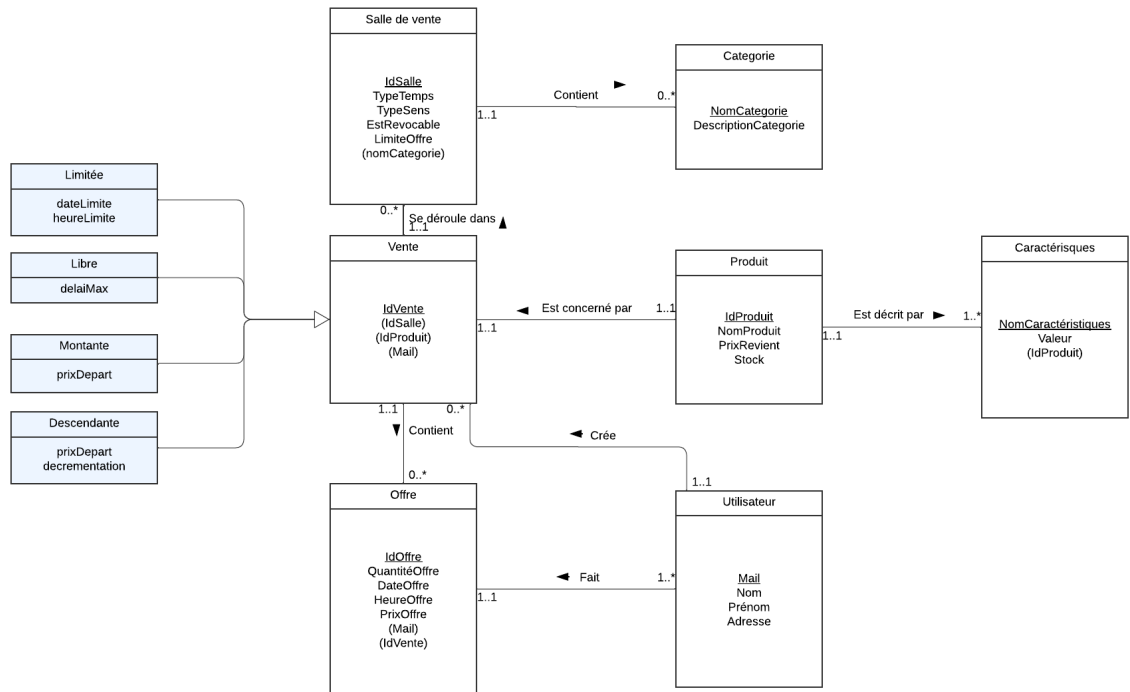 Salle de vente
IdSalle
TypeTemps
TypeSens
EstRevocable
LimiteOffre
(nomCategorie)
Contient
1..1
0..*
Categorie
NomCategorie
DescriptionCategorie
Limitée
dateLimite
heureLimite
Libre
delaiMax
Montante
prixDepart
Descendante
prixDepart
decrementation
0..*
Se déroule dans
1..1
Vente
IdVente
(IdSalle)
(IdProduit)
(Mail)
Est concerné par
1..1
1..1
Produit
IdProduit
NomProduit
PrixRevient
Stock
Est décrit par
1..*
1..1
Caractérisques
NomCaractéristiques
Valeur
(IdProduit)
1..1
0..*
Contient
Crée
0..*
1..1
Offre
IdOffre
QuantitéOffre
DateOffre
HeureOffre
PrixOffre
(Mail)
(IdVente)
Fait
1..*
1..1
Utilisateur
Mail
Nom
Prénom
Adresse